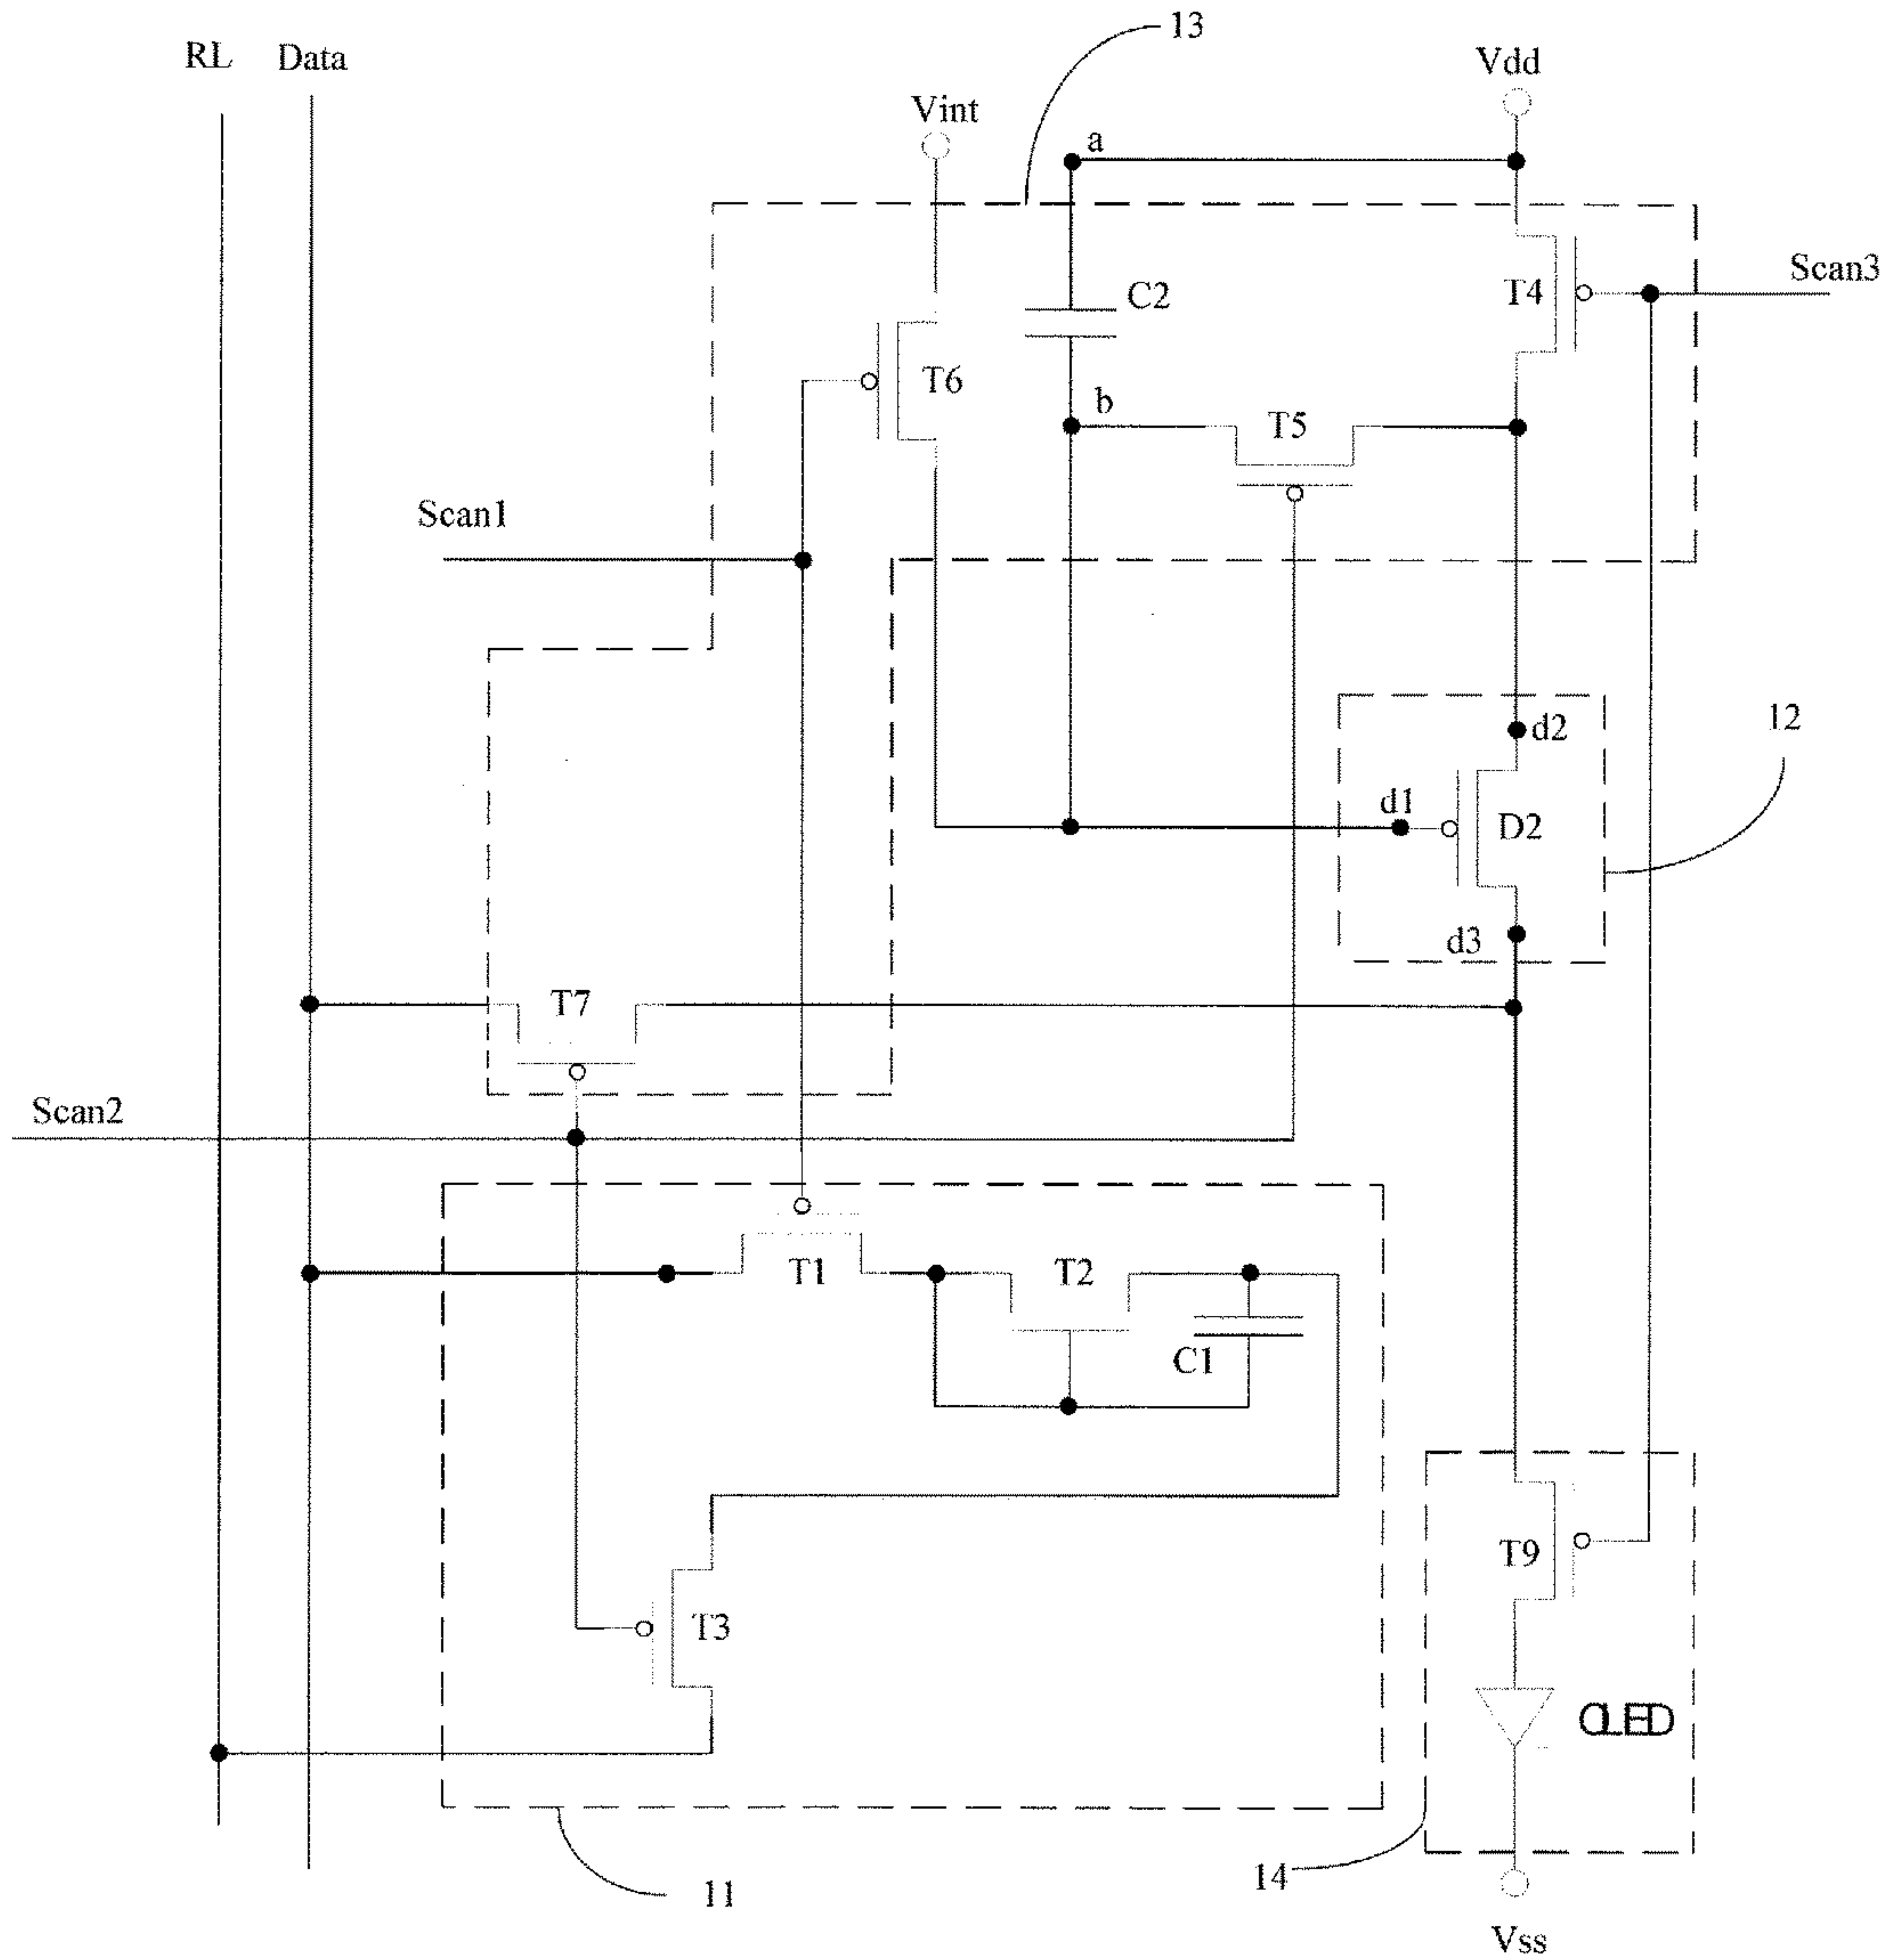 13
RL
Data
Vdd
Vint
a
Scan3
C2
T4
T6
b
T5
Scan1
12
d2
d1
D2
d3
T7
Scan2
T1
T2
C1
T9
T3
OLED
14
11
Vss